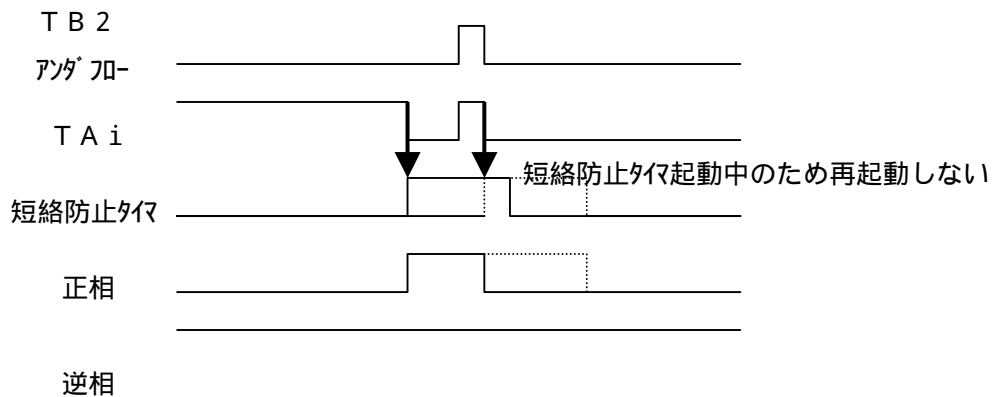 ＴＢ２
ｱﾝﾀﾞﾌﾛｰ
ＴＡｉ
短絡防止ﾀｲﾏ起動中のため再起動しない
短絡防止ﾀｲﾏ
正相
逆相